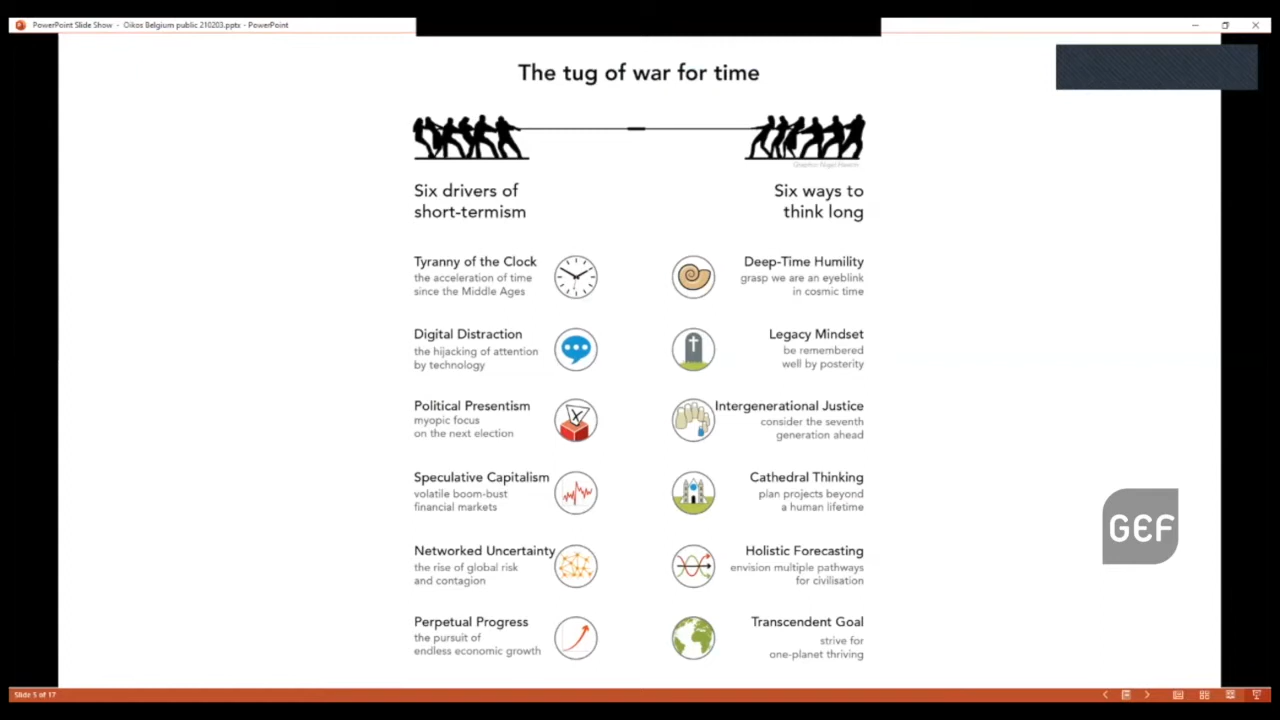 PowerPoint Slide Show - Oikos Belgium public 210203.pptx - PowerPoint
The tug of war for time
Graphics: Nigel Hawtin
Six drivers of
short-termism
Six ways to
think long
Tyranny of the Clock
the acceleration of time
since the Middle Ages
Deep-Time Humility
grasp we are an eyeblink
in cosmic time
Digital Distraction
the hijacking of attention
by technology
Legacy Mindset
be remembered
well by posterity
Political Presentism
myopic focus
on the next election
Intergenerational Justice
consider the seventh
generation ahead
Speculative Capitalism
volatile boom-bust
financial markets
Cathedral Thinking
plan projects beyond
a human lifetime
GEF
Networked Uncertainty
the rise of global risk
and contagion
Holistic Forecasting
envision multiple pathways
for civilisation
Perpetual Progress
the pursuit of
endless economic growth
Transcendent Goal
strive for
one-planet thriving
Slide 5 of 17